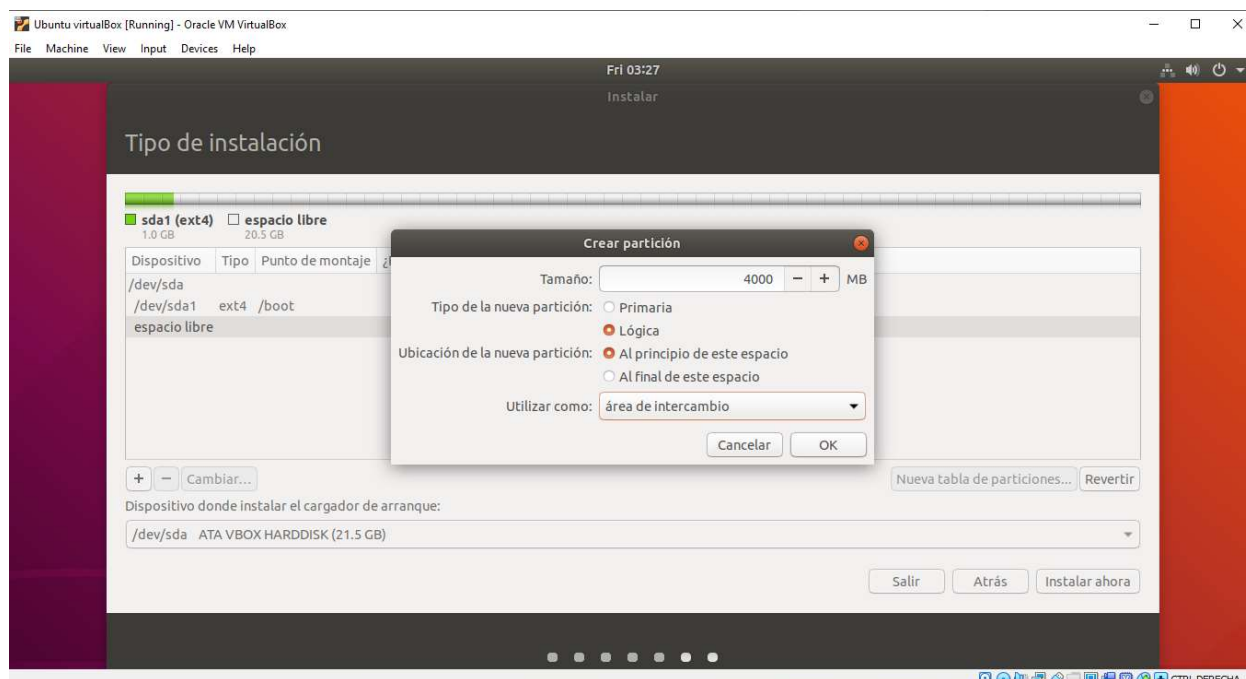 Ubuntu virtualBox [Running] - Oracle VM VirtualBox
File Machine View Input Devices Help
Fri 03:27
Instalar
Tipo de instalación
sda1 (ext4) espacio libre
1.0 GB 20.5 GB
Crear partición
Dispositivo Tipo Punto de montaje
Tamaño: 4000 − + MB
/dev/sda
/dev/sda1 ext4 /boot
Tipo de la nueva partición: Primaria
espacio libre
Lógica
Ubicación de la nueva partición: Al principio de este espacio
Al final de este espacio
Utilizar como: área de intercambio
Cancelar OK
+ − Cambiar... Nueva tabla de particiones... Revertir
Dispositivo donde instalar el cargador de arranque:
/dev/sda ATA VBOX HARDDISK (21.5 GB)
Salir Atrás Instalar ahora
CTRL DERECHA